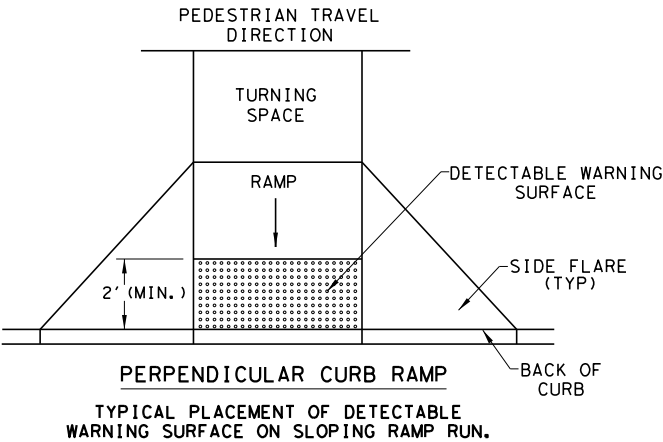 PEDESTRIAN TRAVEL
DIRECTION
TURNING
SPACE
RAMP
DETECTABLE WARNING
SURFACE
2' (MIN.)
SIDE FLARE
(TYP)
BACK OF
CURB
PERPENDICULAR CURB RAMP
TYPICAL PLACEMENT OF DETECTABLE
WARNING SURFACE ON SLOPING RAMP RUN.